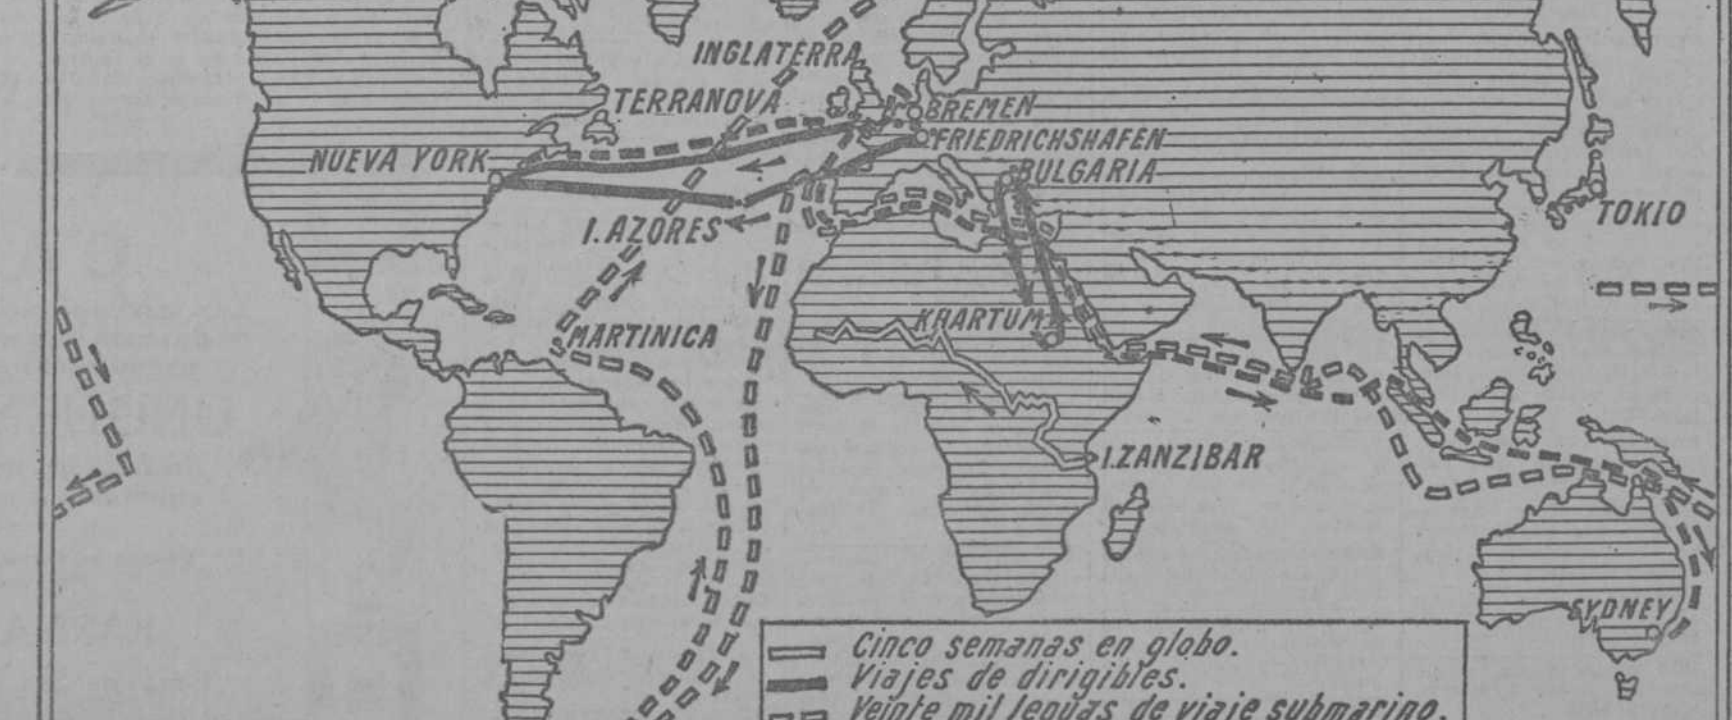 INGLATERRA
TERRANOVA
BREMEN
FRIEDRICHSHAFEN
NUEVA YORK
BULGARIA
TOKIO
I. AZORES
KHARTUM
MARTINICA
I. ZANZIBAR
SYDNEY
Cinco semanas en globo.
Viajes de dirigibles.
Veinte mil leguas de viaje submarino.